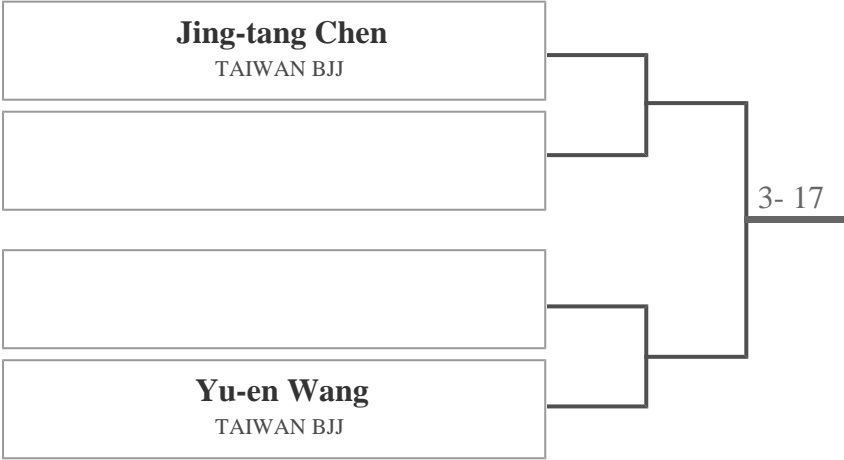 Jing-tang Chen
TAIWAN BJJ
3- 17
Yu-en Wang
TAIWAN BJJ